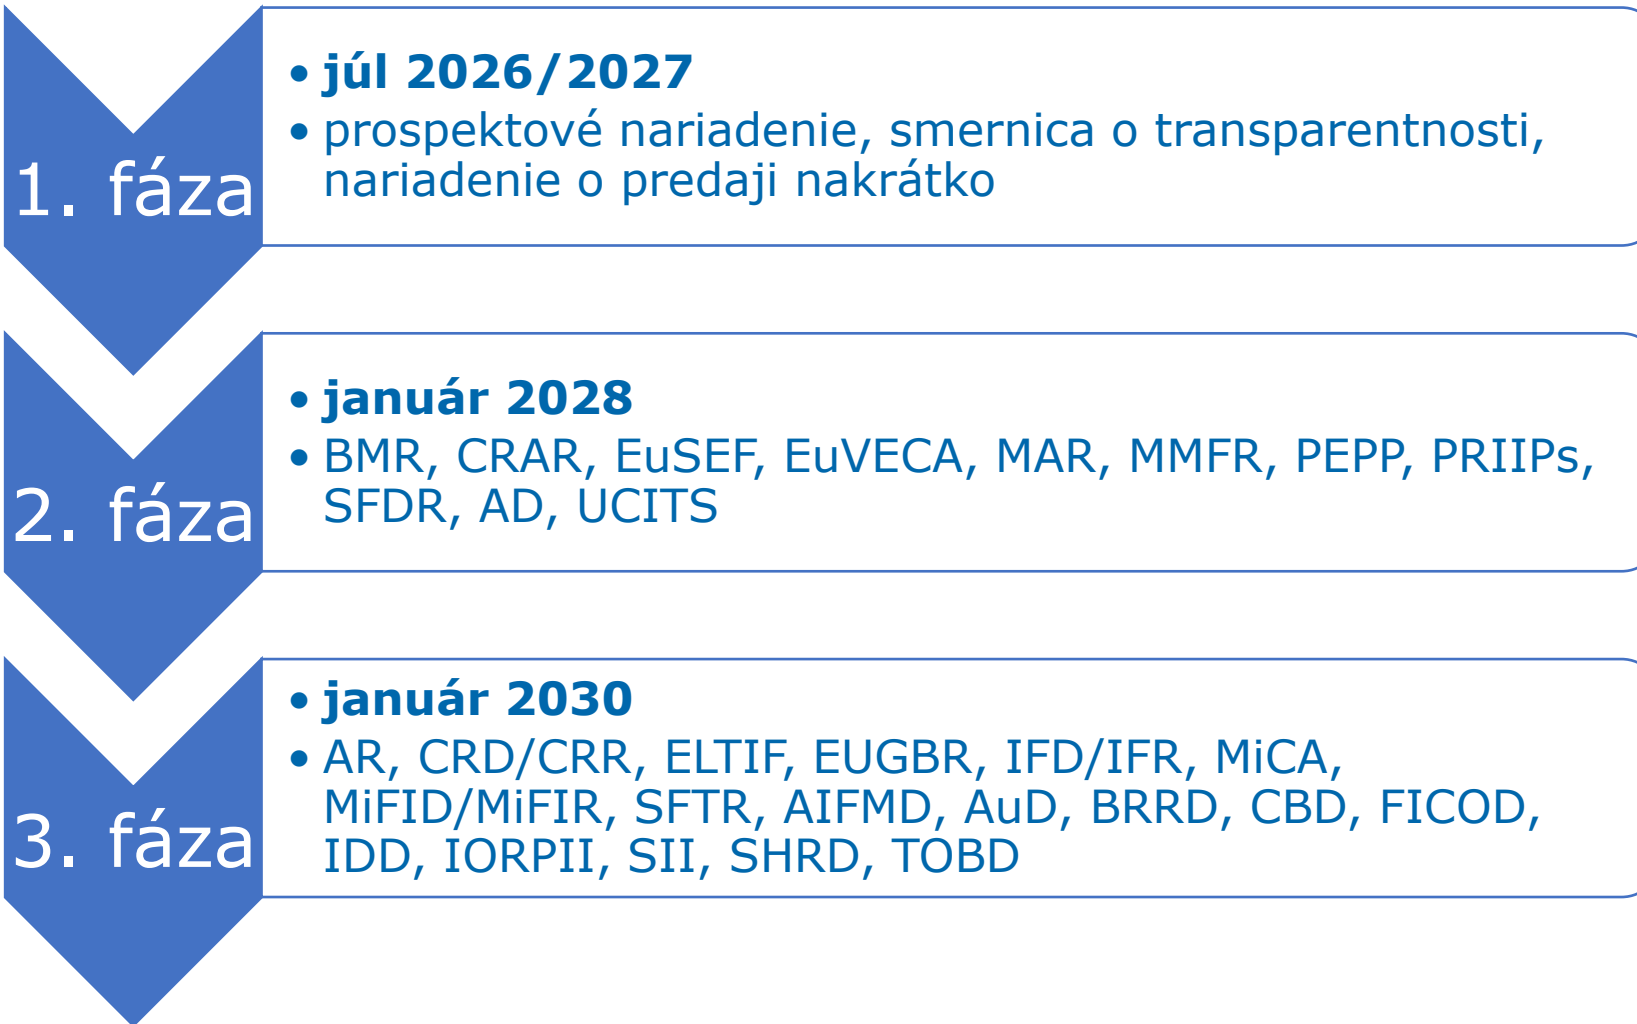 1. fáza
• júl 2026/2027
• prospektové nariadenie, smernica o transparentnosti,
nariadenie o predaji nakrátko
2. fáza
• január 2028
• BMR, CRAR, EuSEF, EuVECA, MAR, MMFR, PEPP, PRIIPs,
SFDR, AD, UCITS
3. fáza
• január 2030
• AR, CRD/CRR, ELTIF, EUGBR, IFD/IFR, MiCA,
MiFID/MiFIR, SFTR, AIFMD, AuD, BRRD, CBD, FICOD,
IDD, IORPII, SII, SHRD, TOBD